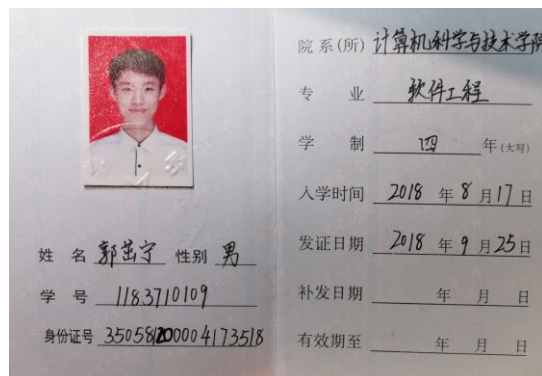 姓 名 郭茁宁 性别 男
学 号 1183710109
身份证号 350581200004173518
院系(所) 计算机科学与技术学院
专 业 软件工程
学 制 四 年(大写)
入学时间 2018 年 8 月 17 日
发证日期 2018 年 9 月 25 日
补发日期 年 月 日
有效期至 年 月 日